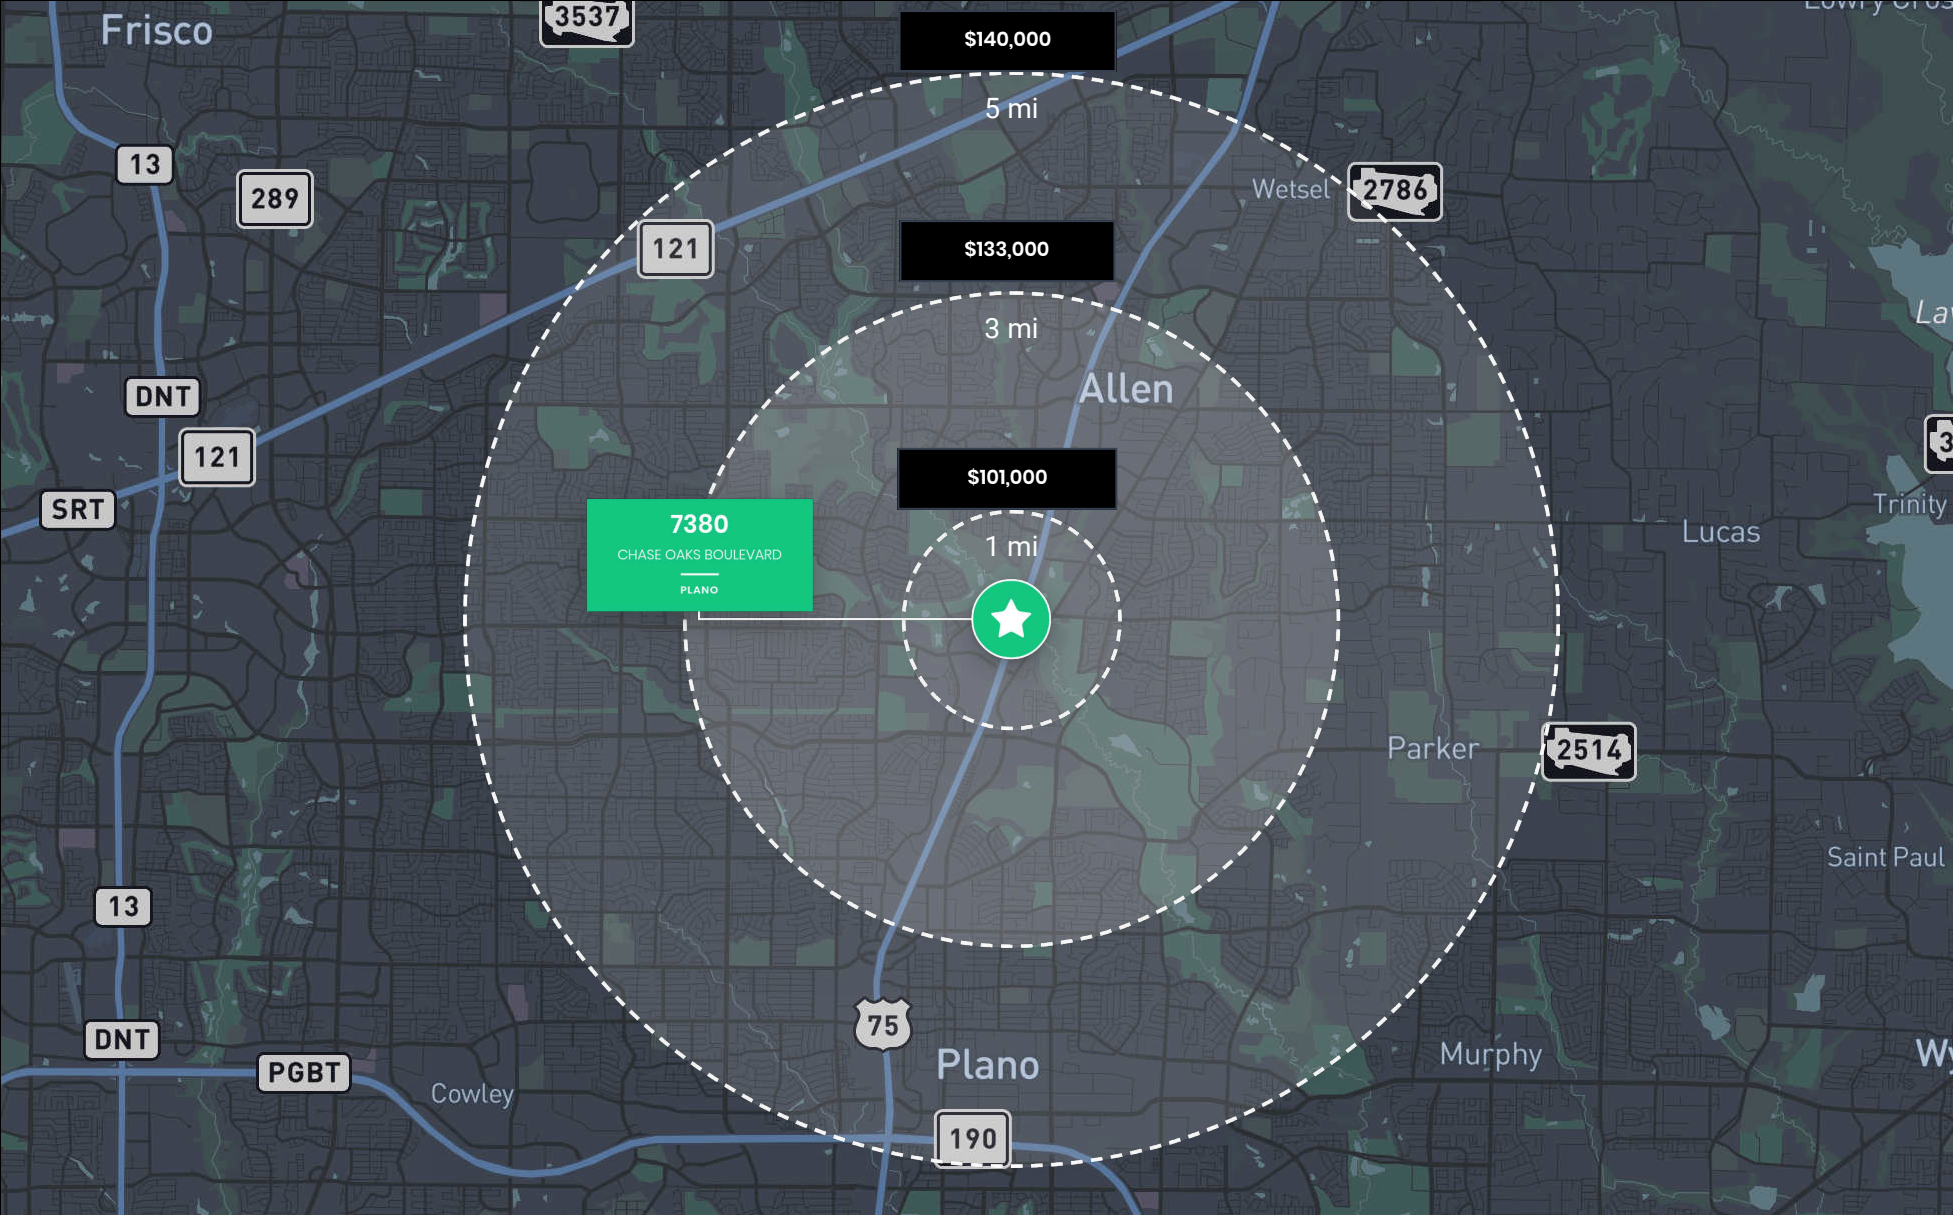 Frisco
3537
$140,000
5 mi
13
289
Wetsel
2786
121
$133,000
3 mi
Allen
DNT
121
SRT
$101,000
1 mi
Trinity
Lucas
7380
CHASE OAKS BOULEVARD
PLANO
Parker
2514
Saint Paul
13
75
DNT
PGBT
Plano
Murphy
Cowley
190